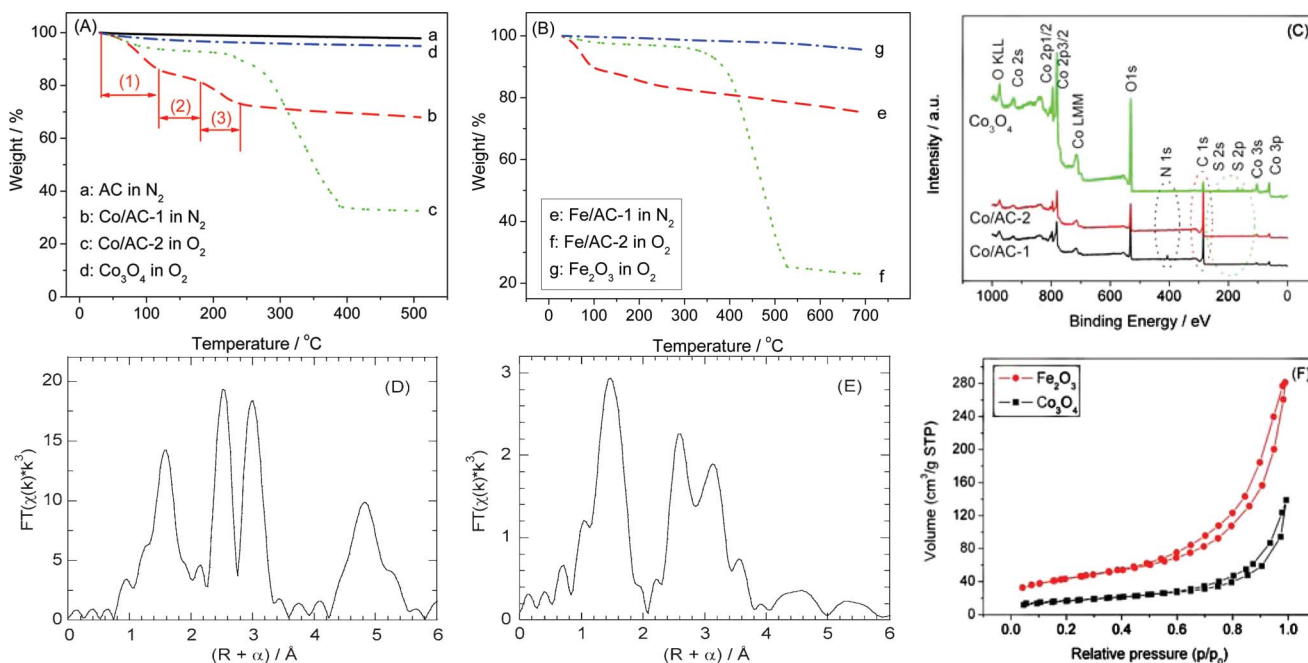 (A)
100
80
60
40
20
0
Weight / %
(1)
(2)
(3)
a
d
b
c
a: AC in N₂
b: Co/AC-1 in N₂
c: Co/AC-2 in O₂
d: Co₃O₄ in O₂
0 100 200 300 400 500
Temperature / °C
(B)
100
80
60
40
20
Weight/ %
g
e
f
e: Fe/AC-1 in N₂
f: Fe/AC-2 in O₂
g: Fe₂O₃ in O₂
0 100 200 300 400 500 600 700
Temperature / °C
(C)
Intensity / a.u.
O KLL
Co 2s
Co 2p1/2
Co 2p3/2
Co LMM
O1s
N 1s
C 1s
S 2s
S 2p
Co 3s
Co 3p
Co₃O₄
Co/AC-2
Co/AC-1
1000 800 600 400 200 0
Binding Energy / eV
(D)
20
15
10
5
0
FT(χ(k)*k³)
0 1 2 3 4 5 6
(R + α) / Å
(E)
3
2
1
0
FT(χ(k)*k³)
0 1 2 3 4 5 6
(R + α) / Å
(F)
Fe₂O₃
Co₃O₄
280
240
200
160
120
80
40
0
Volume (cm³/g STP)
0.0 0.2 0.4 0.6 0.8 1.0
Relative pressure (p/p₀)